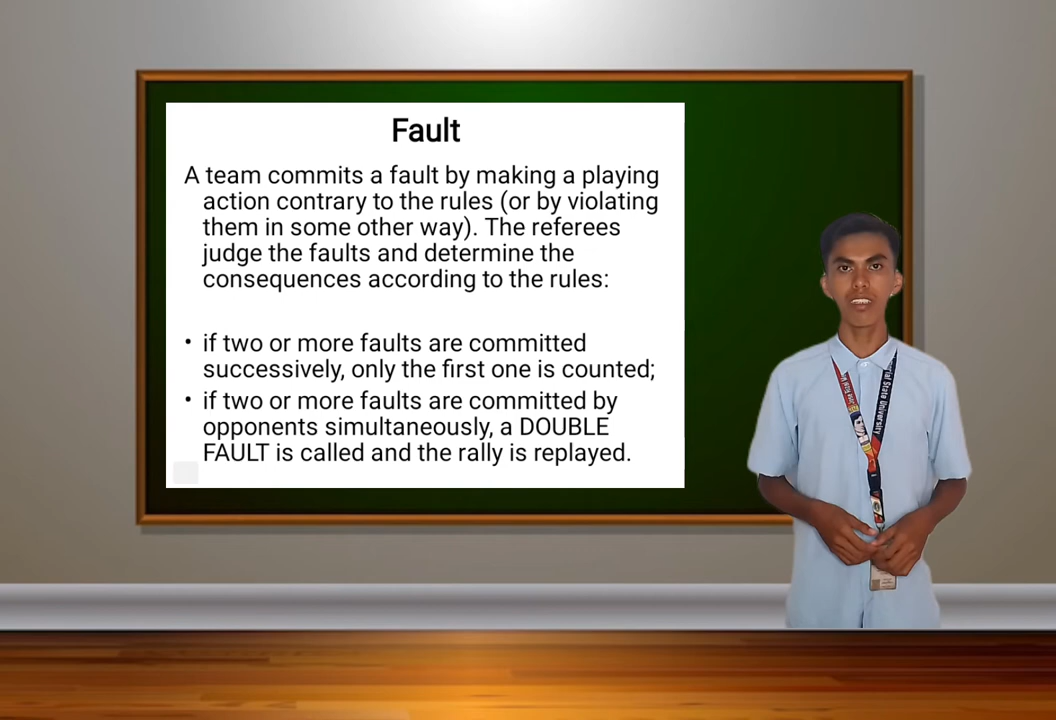 Fault
A team commits a fault by making a playing
action contrary to the rules (or by violating
them in some other way). The referees
judge the faults and determine the
consequences according to the rules:
• if two or more faults are committed
successively, only the first one is counted;
• if two or more faults are committed by
opponents simultaneously, a DOUBLE
FAULT is called and the rally is replayed.
State University